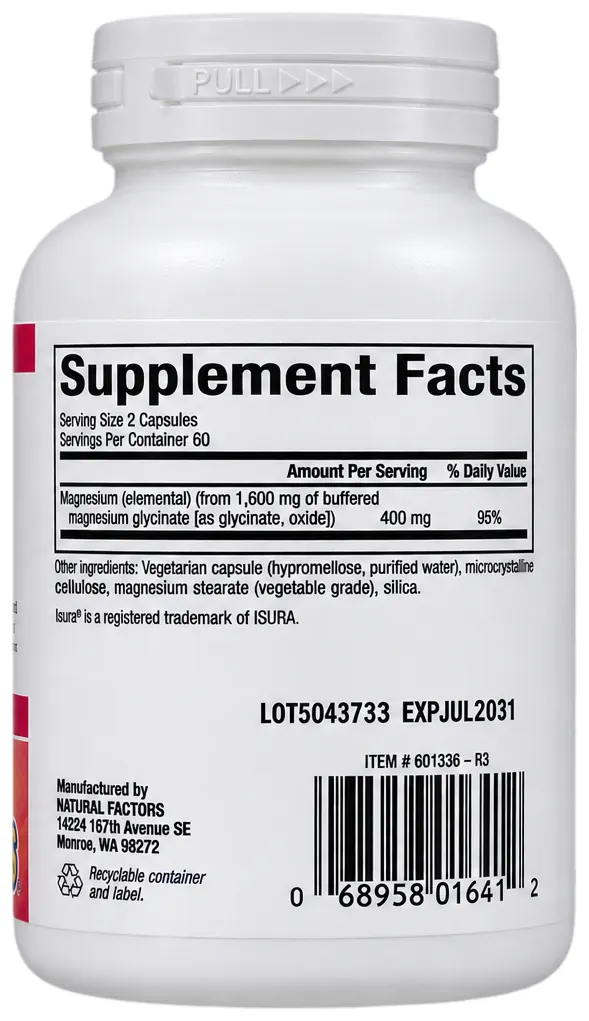 PULL
Supplement Facts
Serving Size 2 Capsules
Servings Per Container 60
Amount Per Serving % Daily Value
Magnesium (elemental) (from 1,600 mg of buffered
magnesium glycinate [as glycinate, oxide]) 400 mg 95%
Other ingredients: Vegetarian capsule (hypromellose, purified water), microcrystalline
cellulose, magnesium stearate (vegetable grade), silica.
Isura® is a registered trademark of ISURA.
LOT5043733 EXPJUL2031
ITEM # 601336 – R3
Manufactured by
NATURAL FACTORS
14224 167th Avenue SE
Monroe, WA 98272
Recyclable container
and label.
0 68958 01641 2